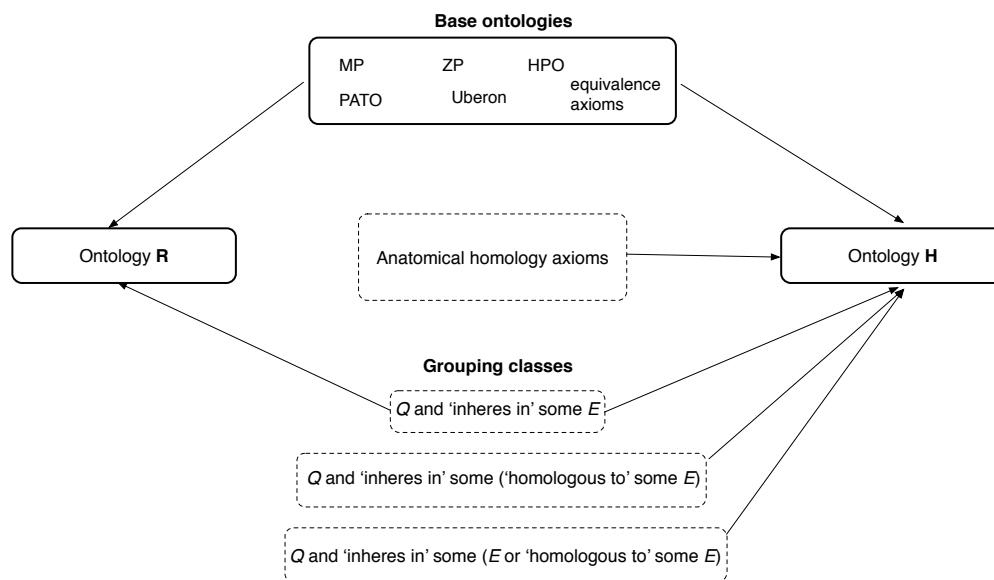 Base ontologies
MP ZP HPO
PATO Uberon equivalence
axioms
Ontology R
Anatomical homology axioms
Ontology H
Grouping classes
Q and ‘inheres in’ some E
Q and ‘inheres in’ some (‘homologous to’ some E)
Q and ‘inheres in’ some (E or ‘homologous to’ some E)